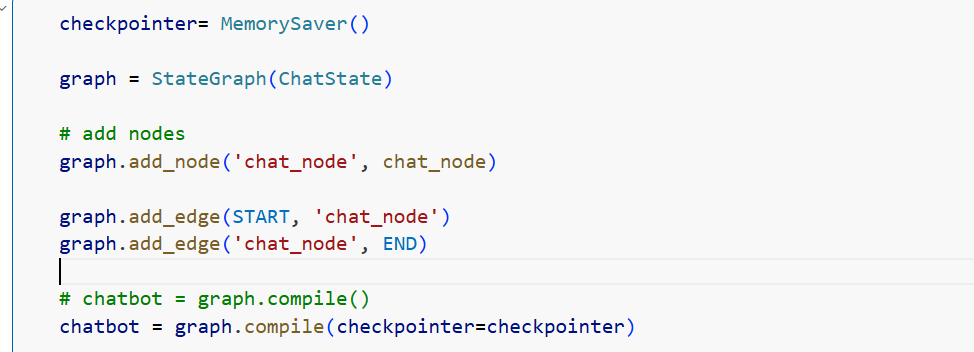 checkpointer= MemorySaver()
graph = StateGraph(ChatState)
# add nodes
graph.add_node('chat_node', chat_node)
graph.add_edge(START, 'chat_node')
graph.add_edge('chat_node', END)
# chatbot = graph.compile()
chatbot = graph.compile(checkpointer=checkpointer)